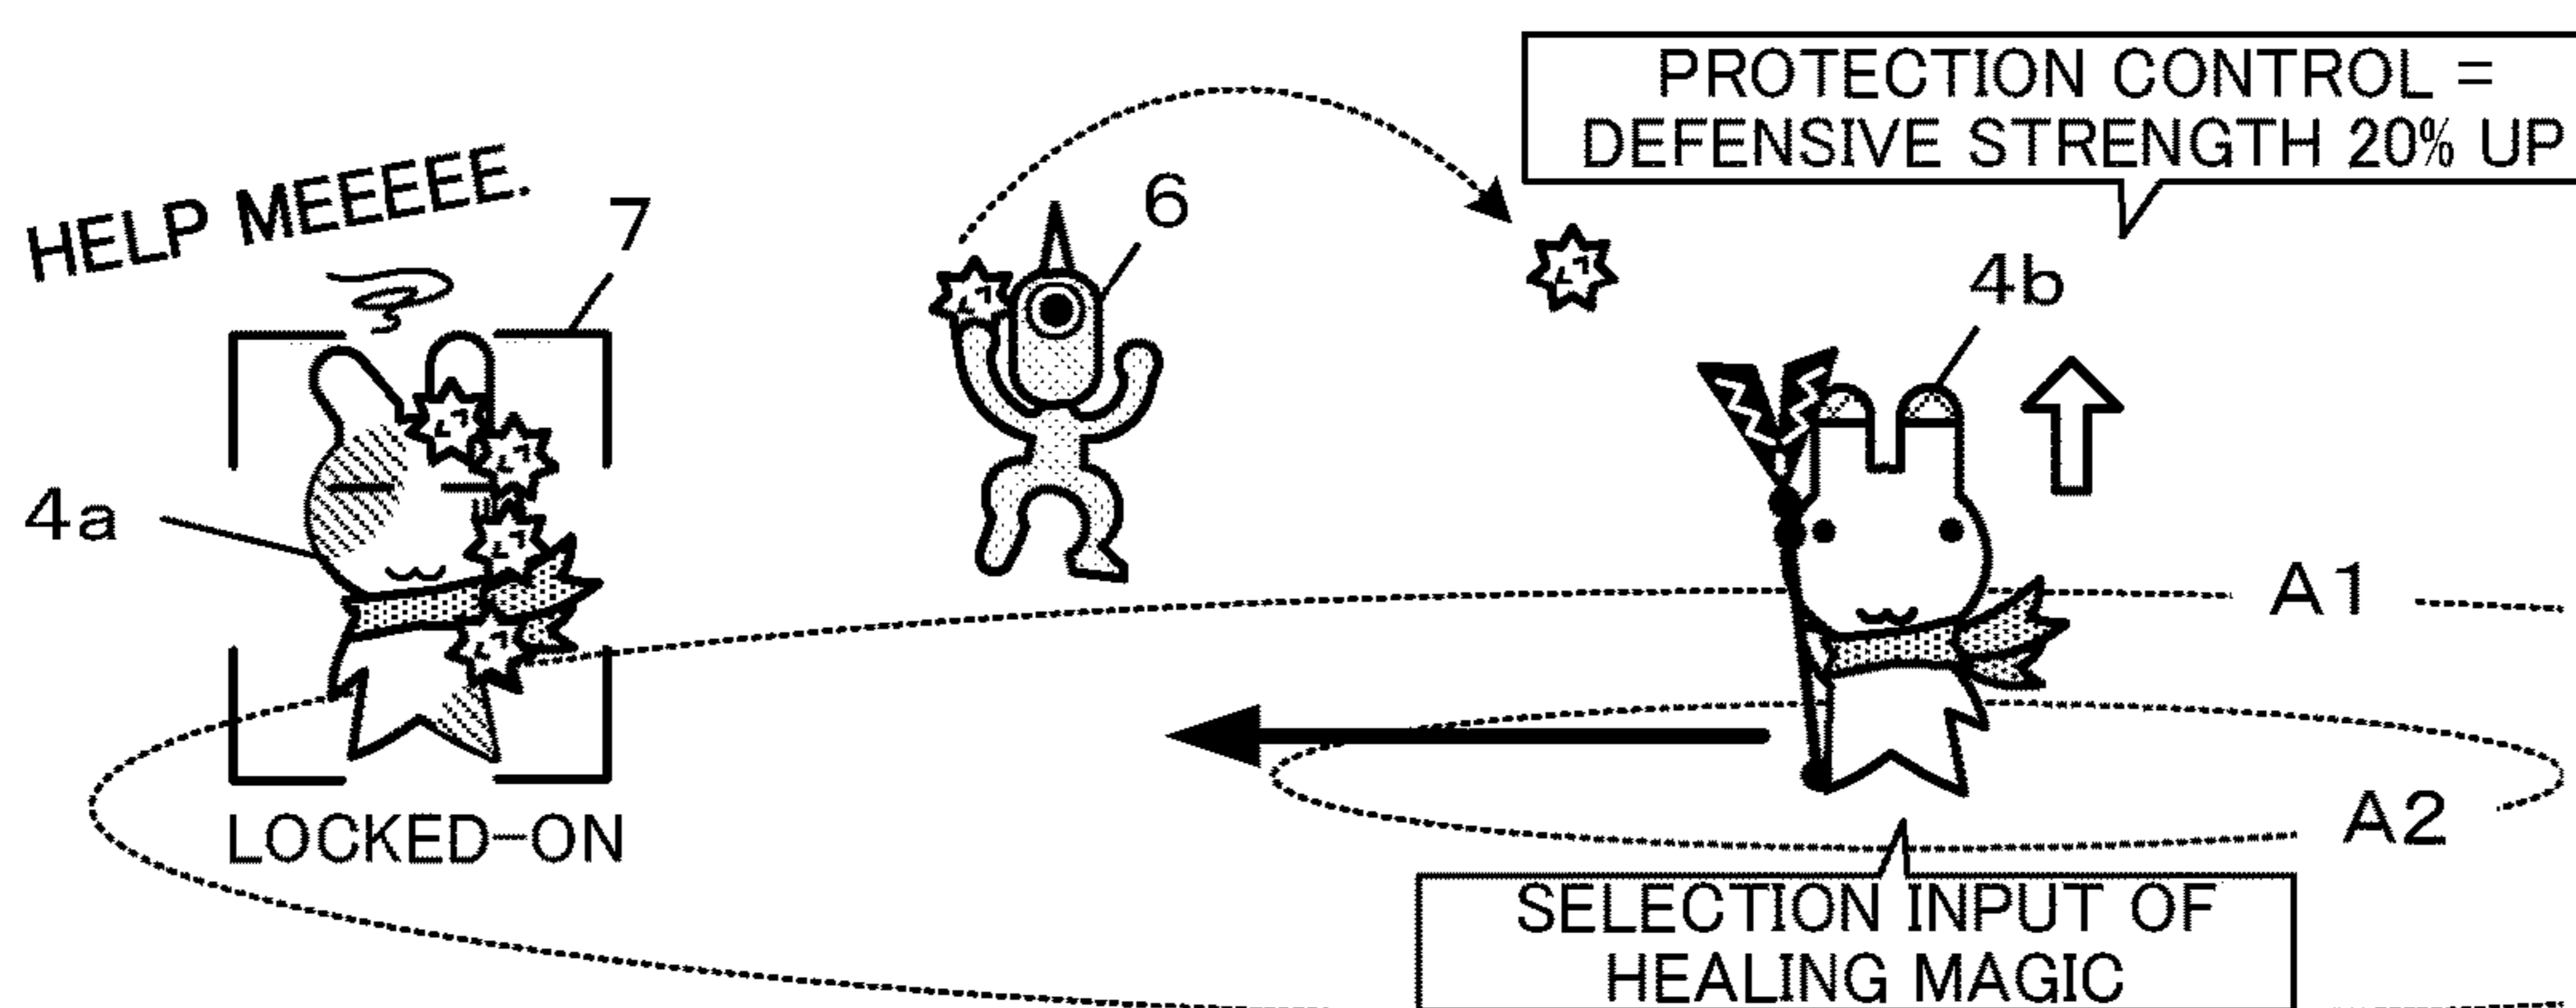 PROTECTION CONTROL =
DEFENSIVE STRENGTH 20% UP
HELP MEEEEE.
7
6
4b
4a
A1
A2
LOCKED-ON
SELECTION INPUT OF
HEALING MAGIC